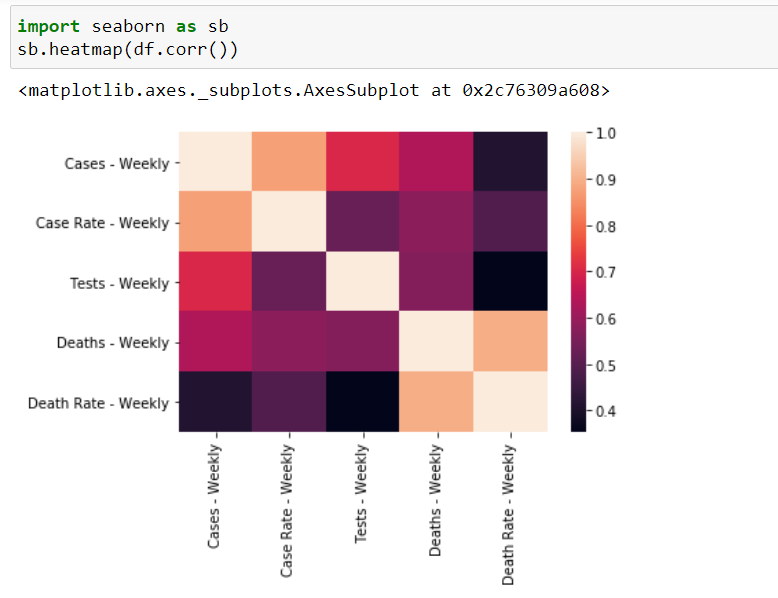 import seaborn as sb
sb.heatmap(df.corr())
<matplotlib.axes._subplots.AxesSubplot at 0x2c76309a608>
Cases - Weekly
Case Rate - Weekly
Tests - Weekly
Deaths - Weekly
Death Rate - Weekly
Cases - Weekly
Case Rate - Weekly
Tests - Weekly
Deaths - Weekly
Death Rate - Weekly
1.0
0.9
0.8
0.7
0.6
0.5
0.4